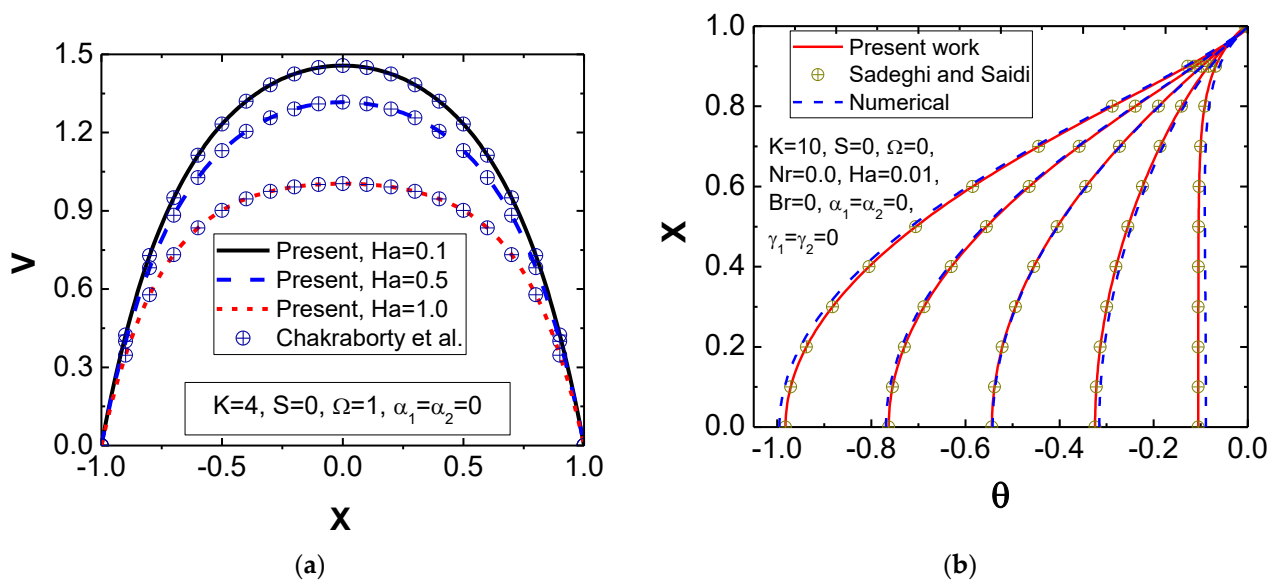 1.5
1.2
0.9
0.6
0.3
0.0
V
Present, Ha=0.1
Present, Ha=0.5
Present, Ha=1.0
Chakraborty et al.
K=4, S=0, Ω=1, α₁=α₂=0
-1.0 -0.5 0.0 0.5 1.0
X
(a)
1.0
0.8
0.6
0.4
0.2
0.0
X
Present work
Sadeghi and Saidi
Numerical
K=10, S=0, Ω=0,
Nr=0.0, Ha=0.01,
Br=0, α₁=α₂=0,
γ₁=γ₂=0
-1.0 -0.8 -0.6 -0.4 -0.2 0.0
θ
(b)